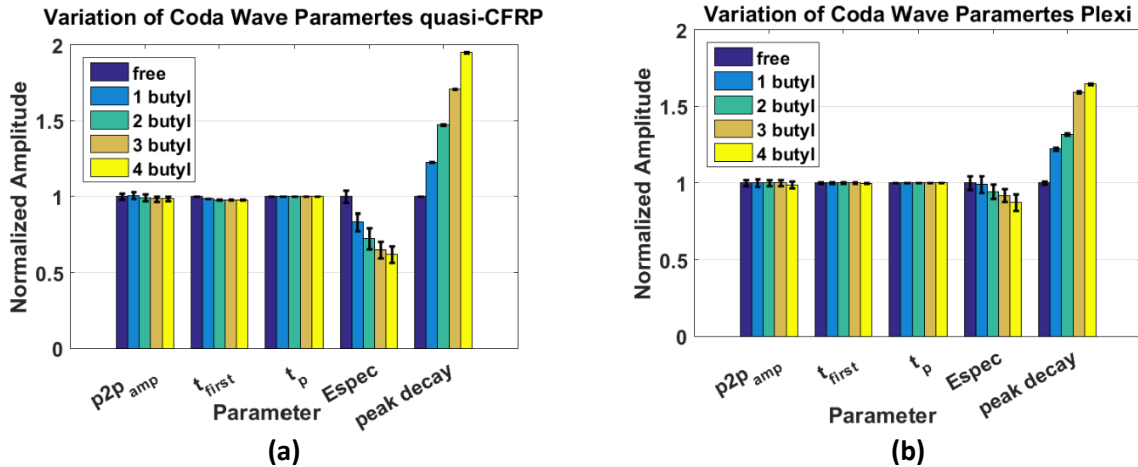 Variation of Coda Wave Paramertes quasi-CFRP
2
1.5
1
0.5
0
Normalized Amplitude
free
1 butyl
2 butyl
3 butyl
4 butyl
p2p amp
t first
t p
Espec
peak decay
Parameter
(a)
Variation of Coda Wave Paramertes Plexi
2
1.5
1
0.5
0
Normalized Amplitude
free
1 butyl
2 butyl
3 butyl
4 butyl
p2p amp
t first
t p
Espec
peak decay
Parameter
(b)